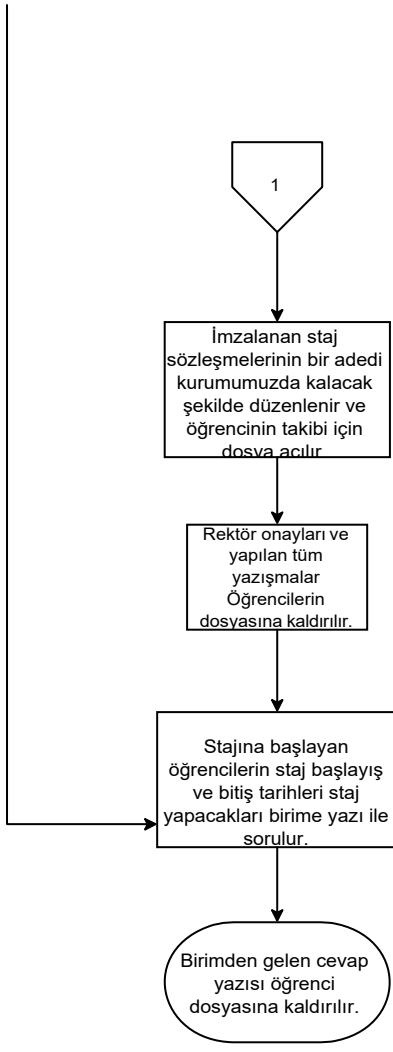 1
İmzalanan staj
sözleşmelerinin bir adedi
kurumumuzda kalacak
şekilde düzenlenir ve
öğrencinin takibi için
dosya açılır
Rektör onayları ve
yapılan tüm
yazışmalar
Öğrencilerin
dosyasına kaldırılır.
Stajına başlayan
öğrencilerin staj başlayış
ve bitiş tarihleri staj
yapacakları birime yazı ile
sorulur.
Birimden gelen cevap
yazısı öğrenci
dosyasına kaldırılır.